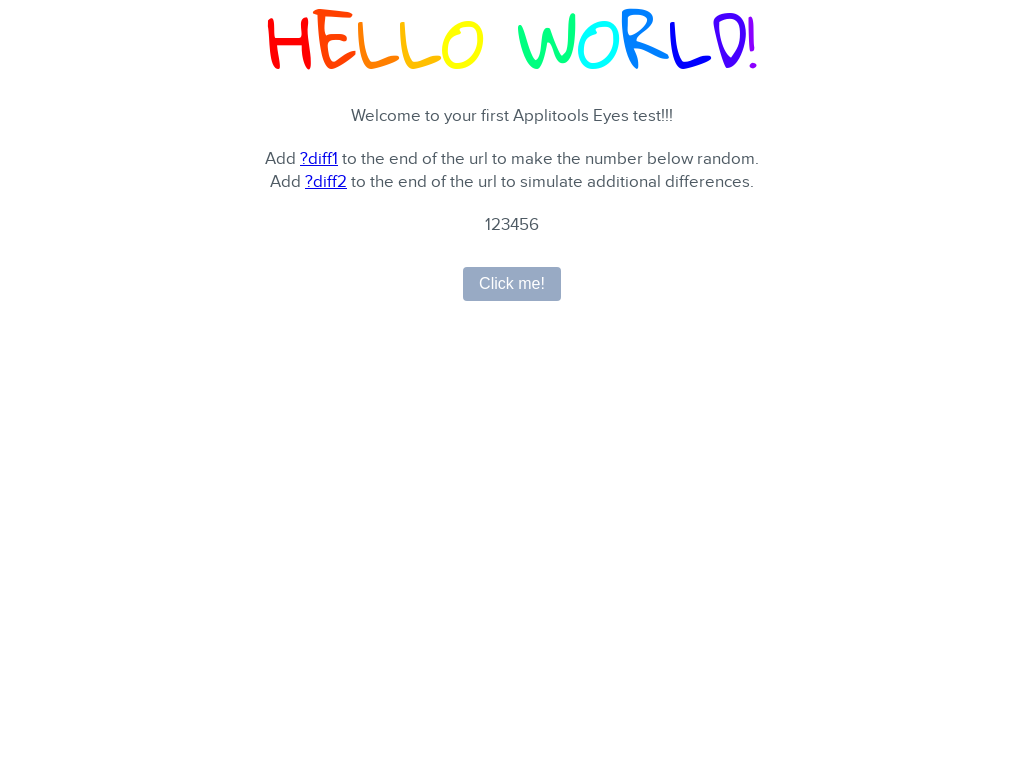 HELLO WORLD!
Welcome to your first Applitools Eyes test!!!
Add ?diff1 to the end of the url to make the number below random.
Add ?diff2 to the end of the url to simulate additional differences.
123456
Click me!